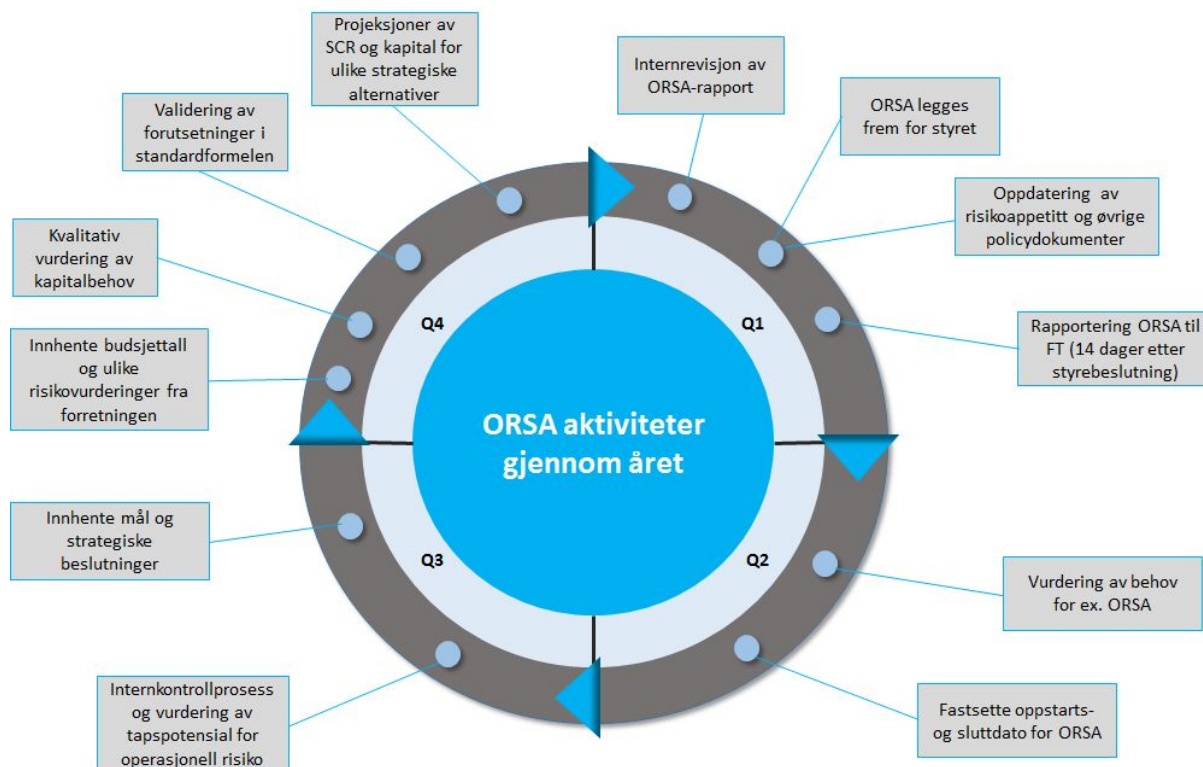 Projeksjoner av
SCR og kapital for
ulike strategiske
alternativer
Internrevisjon av
ORSA-rapport
ORSA legges
frem for styret
Validering av
forutsetninger i
standardformelen
Oppdatering av
risikoappetitt og øvrige
policydokumenter
Kvalitativ
vurdering av
kapitalbehov
Rapportering ORSA til
FT (14 dager etter
styrebeslutning)
Innhente budsjettall
og ulike
risikovurderinger fra
forretningen
Q4
Q1
ORSA aktiviteter
gjennom året
Innhente mål og
strategiske
beslutninger
Q3
Q2
Vurdering av behov
for ex. ORSA
Internkontrollprosess
og vurdering av
tapspotensial for
operasjonell risiko
Fastsette oppstarts-
og sluttdato for ORSA